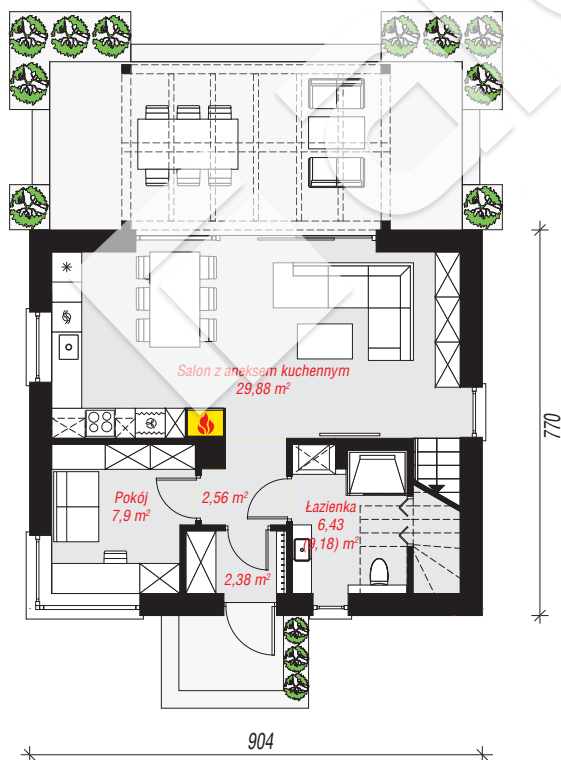 Salon z aneksem kuchennym
29,88 m²
770
Pokój
7,9 m²
2,56 m²
Łazienka
6,43
(9,18) m²
2,38 m²
904